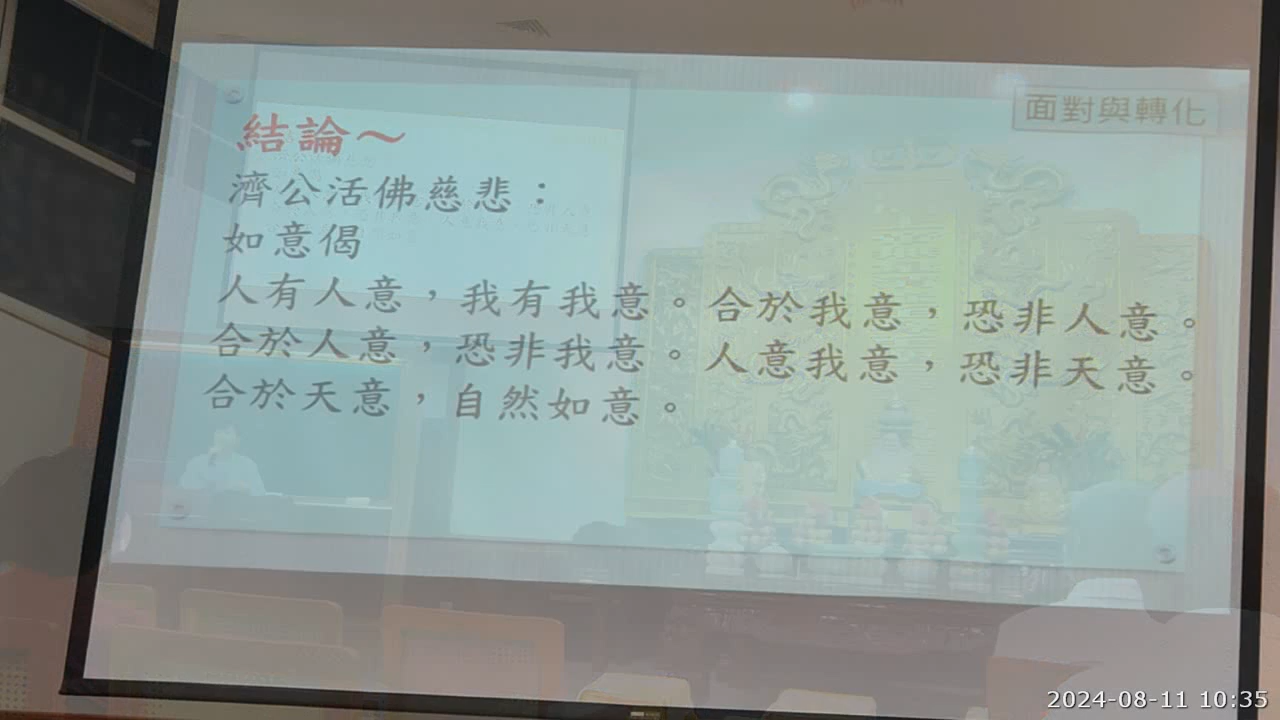 面對與轉化
結論～
濟公活佛慈悲：
如意偈
人有人意，我有我意。合於我意，恐非人意。
合於人意，恐非我意。人意我意，恐非天意。
合於天意，自然如意。
2024-08-11 10:35